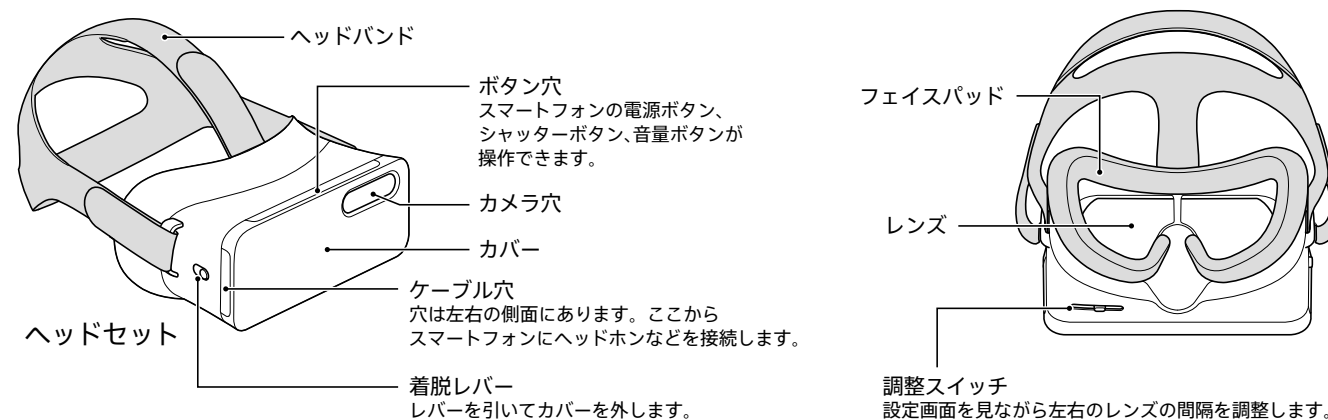 ヘッドバンド
ボタン穴
スマートフォンの電源ボタン、
シャッターボタン、音量ボタンが
操作できます。
カメラ穴
カバー
ケーブル穴
穴は左右の側面にあります。ここから
スマートフォンにヘッドホンなどを接続します。
ヘッドセット
着脱レバー
レバーを引いてカバーを外します。
フェイスパッド
レンズ
調整スイッチ
設定画面を見ながら左右のレンズの間隔を調整します。